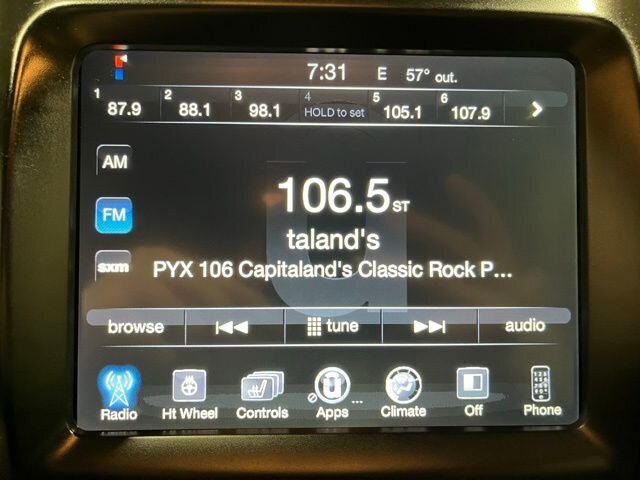 7:31 E 57° out.
1 87.9 2 88.1 3 98.1 4 HOLD to set 5 105.1 6 107.9
AM
106.5 ST
FM
taland's
sxm
PYX 106 Capitaland's Classic Rock P...
browse tune audio
Radio Ht Wheel Controls Apps ... Climate Off Phone